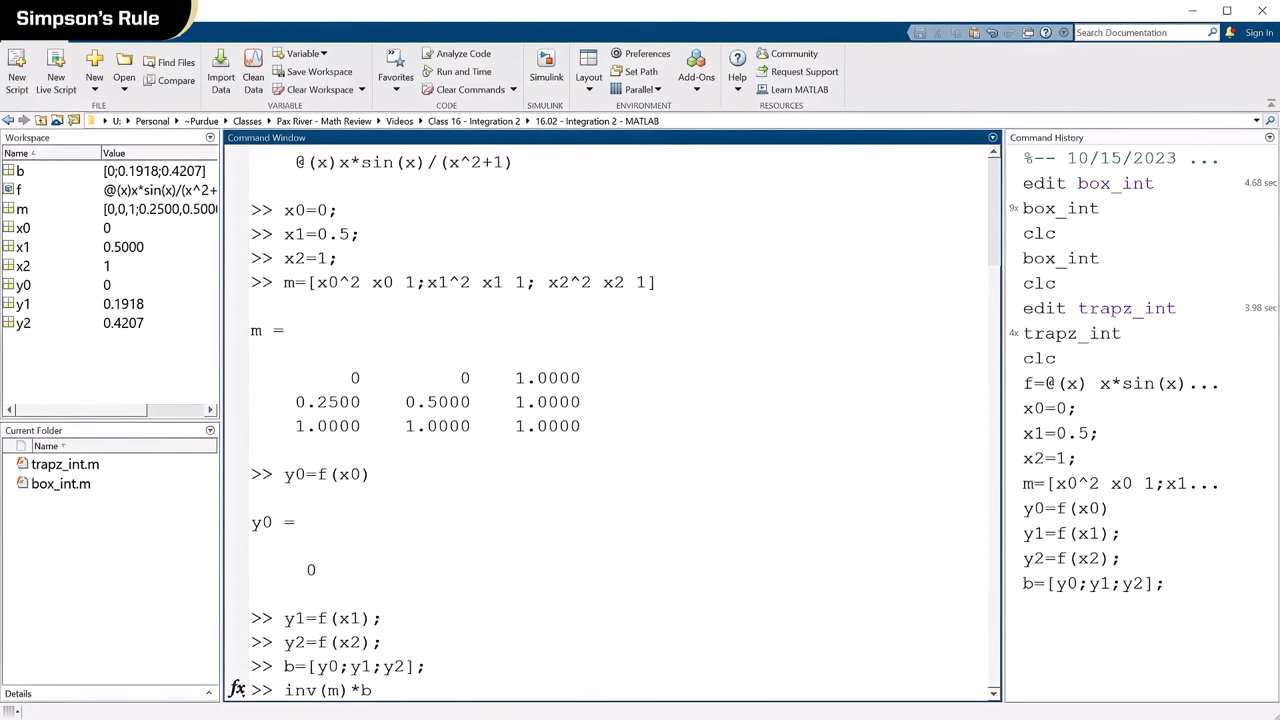 Simpson's Rule
Search Documentation
Sign In
New Script
New Live Script
New
Open
Find Files
Compare
FILE
Import Data
Clean Data
Variable
Save Workspace
Clear Workspace
VARIABLE
Favorites
Analyze Code
Run and Time
Clear Commands
CODE
Simulink
SIMULINK
Layout
Preferences
Set Path
Parallel
Add-Ons
ENVIRONMENT
Help
Community
Request Support
Learn MATLAB
RESOURCES
U: Personal ~Purdue Classes Pax River - Math Review Videos Class 16 - Integration 2 16.02 - Integration 2 - MATLAB
Workspace
Name Value
b [0;0.1918;0.4207]
f @(x)x*sin(x)/(x^2+
m [0,0,1;0.2500,0.5000
x0 0
x1 0.5000
x2 1
y0 0
y1 0.1918
y2 0.4207
Current Folder
Name
trapz_int.m
box_int.m
Details
Command Window
@(x)x*sin(x)/(x^2+1)
>> x0=0;
>> x1=0.5;
>> x2=1;
>> m=[x0^2 x0 1;x1^2 x1 1; x2^2 x2 1]
m =
0 0 1.0000
0.2500 0.5000 1.0000
1.0000 1.0000 1.0000
>> y0=f(x0)
y0 =
0
>> y1=f(x1);
>> y2=f(x2);
>> b=[y0;y1;y2];
fx >> inv(m)*b
Command History
%-- 10/15/2023 ...
edit box_int 4.68 sec
9x box_int
clc
box_int
clc
edit trapz_int 3.98 sec
4x trapz_int
clc
f=@(x) x*sin(x)...
x0=0;
x1=0.5;
x2=1;
m=[x0^2 x0 1;x1...
y0=f(x0)
y1=f(x1);
y2=f(x2);
b=[y0;y1;y2];